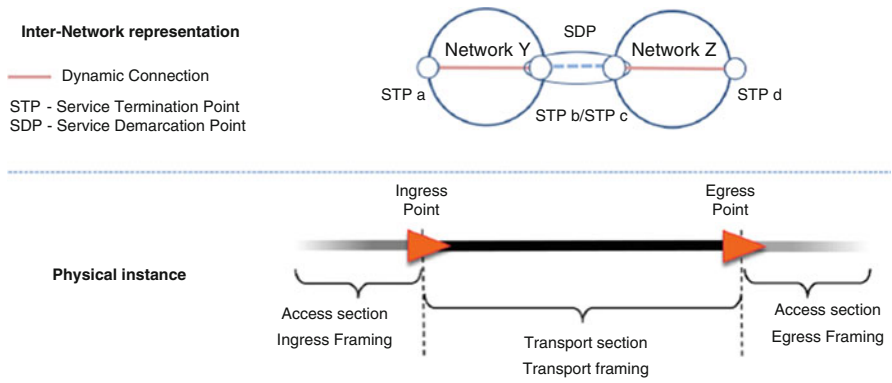 Inter-Network representation
Dynamic Connection
STP - Service Termination Point
SDP - Service Demarcation Point
SDP
Network Y
Network Z
STP a
STP b/STP c
STP d
Ingress
Point
Egress
Point
Physical instance
Access section
Ingress Framing
Transport section
Transport framing
Access section
Egress Framing